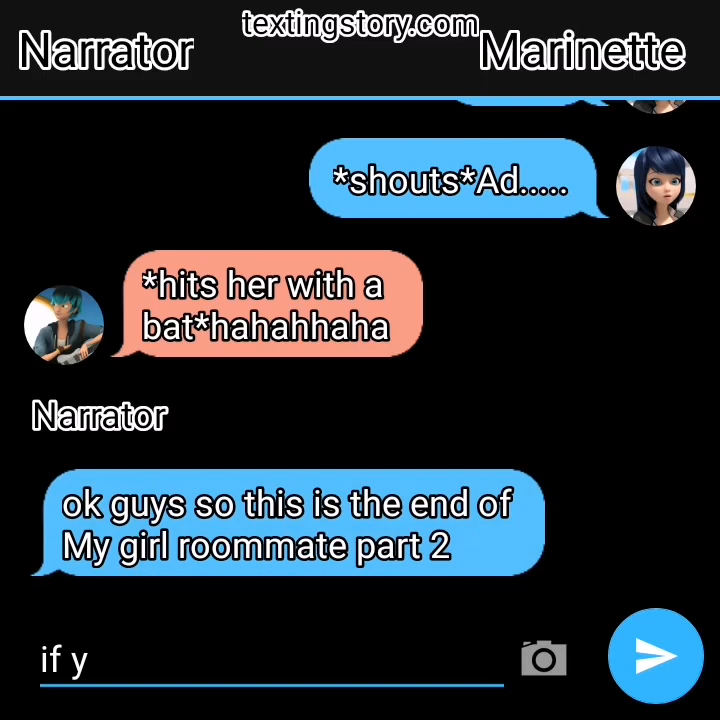 textingstory.com
Narrator
Marinette
*shouts*Ad.....
*hits her with a
bat*hahahhaha
Narrator
ok guys so this is the end of
My girl roommate part 2
if y